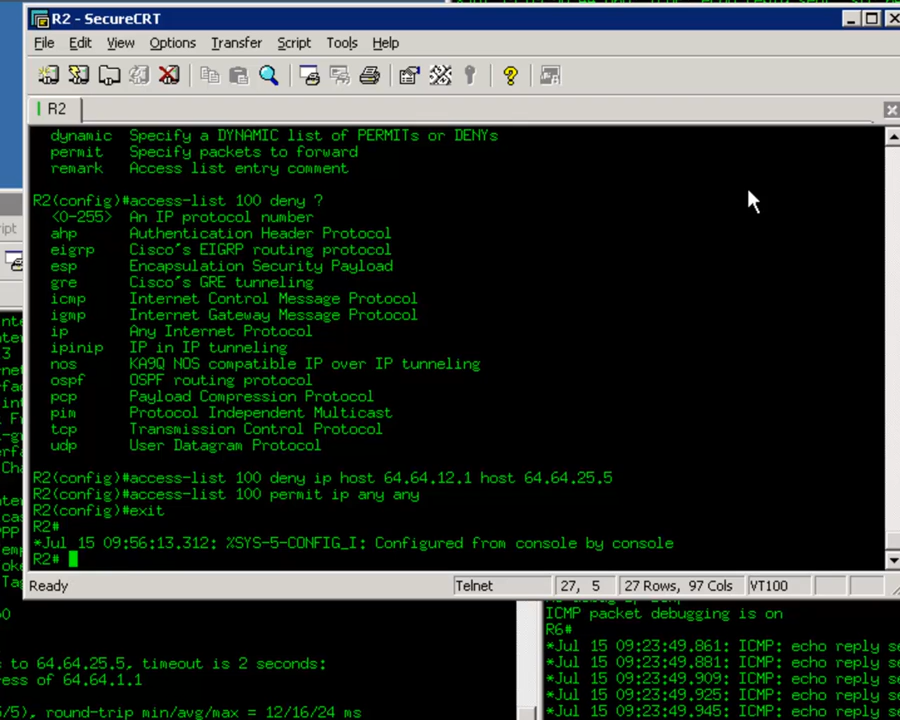 R2 - SecureCRT
File Edit View Options Transfer Script Tools Help
R2
dynamic Specify a DYNAMIC list of PERMITs or DENYs
permit Specify packets to forward
remark Access list entry comment
R2(config)#access-list 100 deny ?
<0-255> An IP protocol number
ahp Authentication Header Protocol
eigrp Cisco's EIGRP routing protocol
esp Encapsulation Security Payload
gre Cisco's GRE tunneling
icmp Internet Control Message Protocol
igmp Internet Gateway Message Protocol
ip Any Internet Protocol
ipinip IP in IP tunneling
nos KA9Q NOS compatible IP over IP tunneling
ospf OSPF routing protocol
pcp Payload Compression Protocol
pim Protocol Independent Multicast
tcp Transmission Control Protocol
udp User Datagram Protocol
R2(config)#access-list 100 deny ip host 64.64.12.1 host 64.64.25.5
R2(config)#access-list 100 permit ip any any
R2(config)#exit
R2#
*Jul 15 09:56:13.312: %SYS-5-CONFIG_I: Configured from console by console
R2#
Ready Telnet 27, 5 27 Rows, 97 Cols VT100
c to 64.64.25.5, timeout is 2 seconds:
ress of 64.64.1.1
/5), round-trip min/avg/max = 12/16/24 ms
ICMP packet debugging is on
R6#
*Jul 15 09:23:49.861: ICMP: echo reply se
*Jul 15 09:23:49.881: ICMP: echo reply se
*Jul 15 09:23:49.909: ICMP: echo reply se
*Jul 15 09:23:49.925: ICMP: echo reply se
*Jul 15 09:23:49.945: ICMP: echo reply se